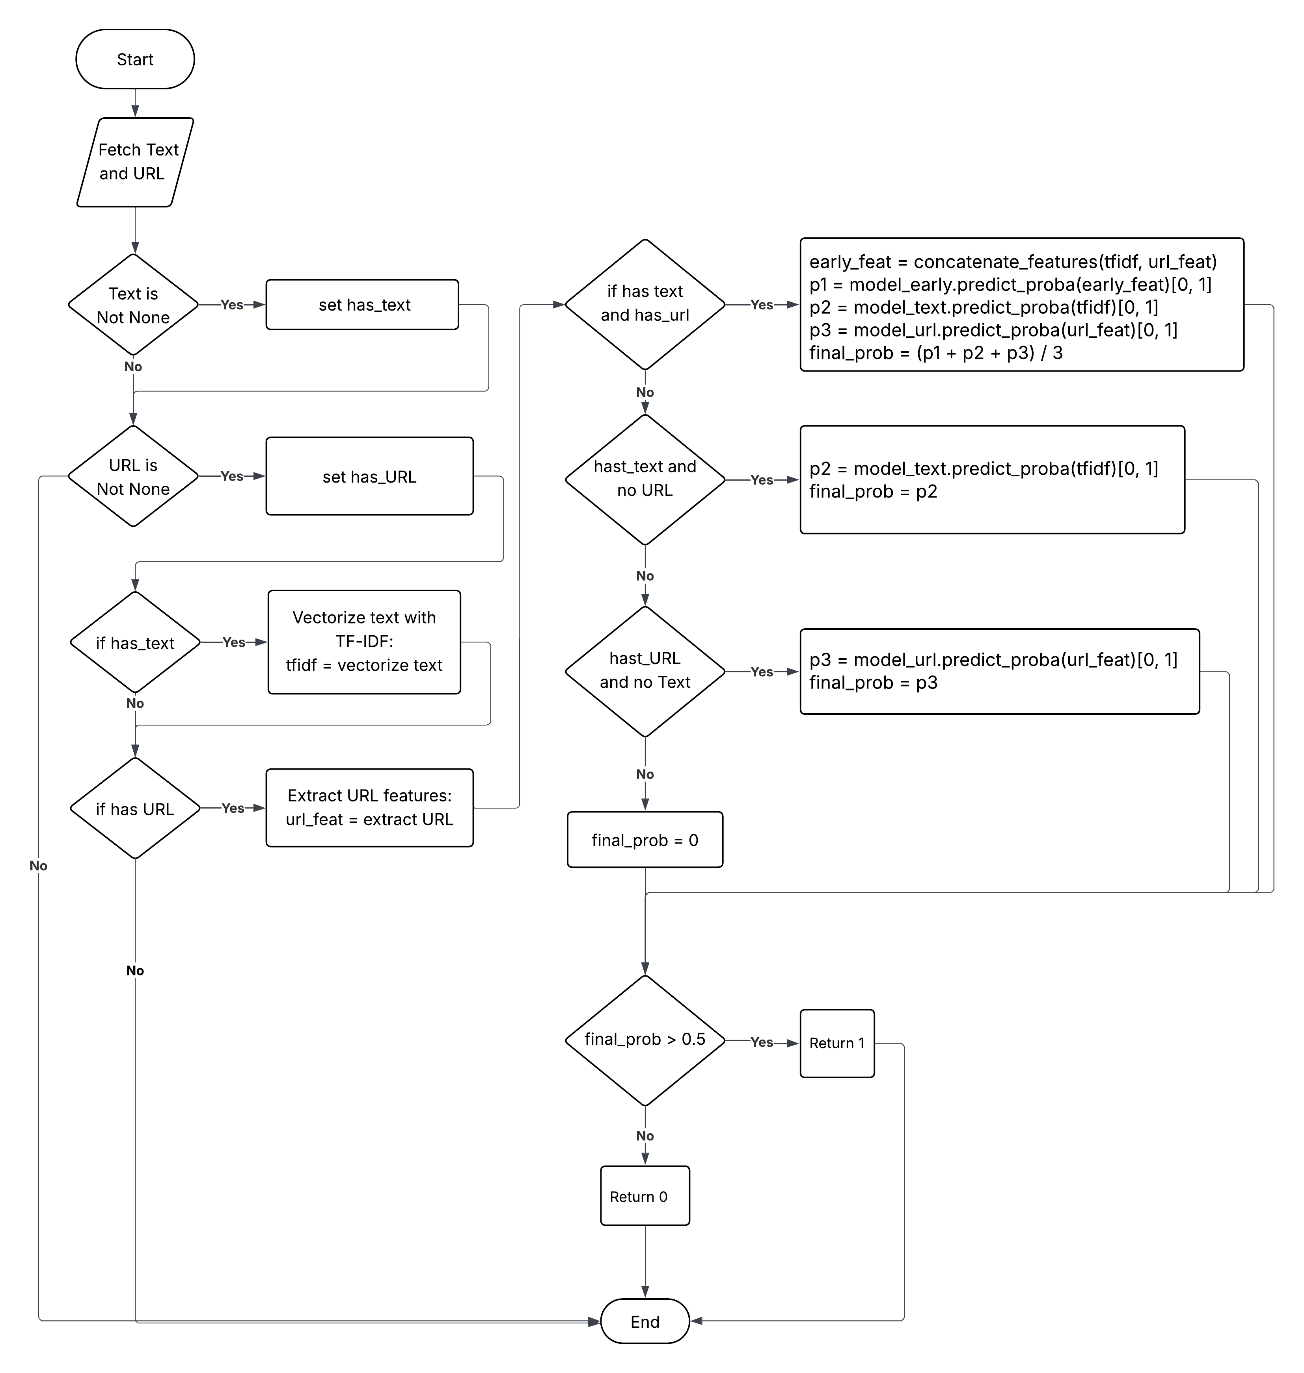 Start
Fetch Text
and URL
Text is
Not None
Yes
set has_text
No
URL is
Not None
Yes
set has_URL
if has_text
Yes
Vectorize text with
TF-IDF:
tfidf = vectorize text
No
if has URL
Yes
Extract URL features:
url_feat = extract URL
No
No
if has text
and has_url
Yes
early_feat = concatenate_features(tfidf, url_feat)
p1 = model_early.predict_proba(early_feat)[0, 1]
p2 = model_text.predict_proba(tfidf)[0, 1]
p3 = model_url.predict_proba(url_feat)[0, 1]
final_prob = (p1 + p2 + p3) / 3
No
hast_text and
no URL
Yes
p2 = model_text.predict_proba(tfidf)[0, 1]
final_prob = p2
No
hast_URL
and no Text
Yes
p3 = model_url.predict_proba(url_feat)[0, 1]
final_prob = p3
No
final_prob = 0
final_prob > 0.5
Yes
Return 1
No
Return 0
End